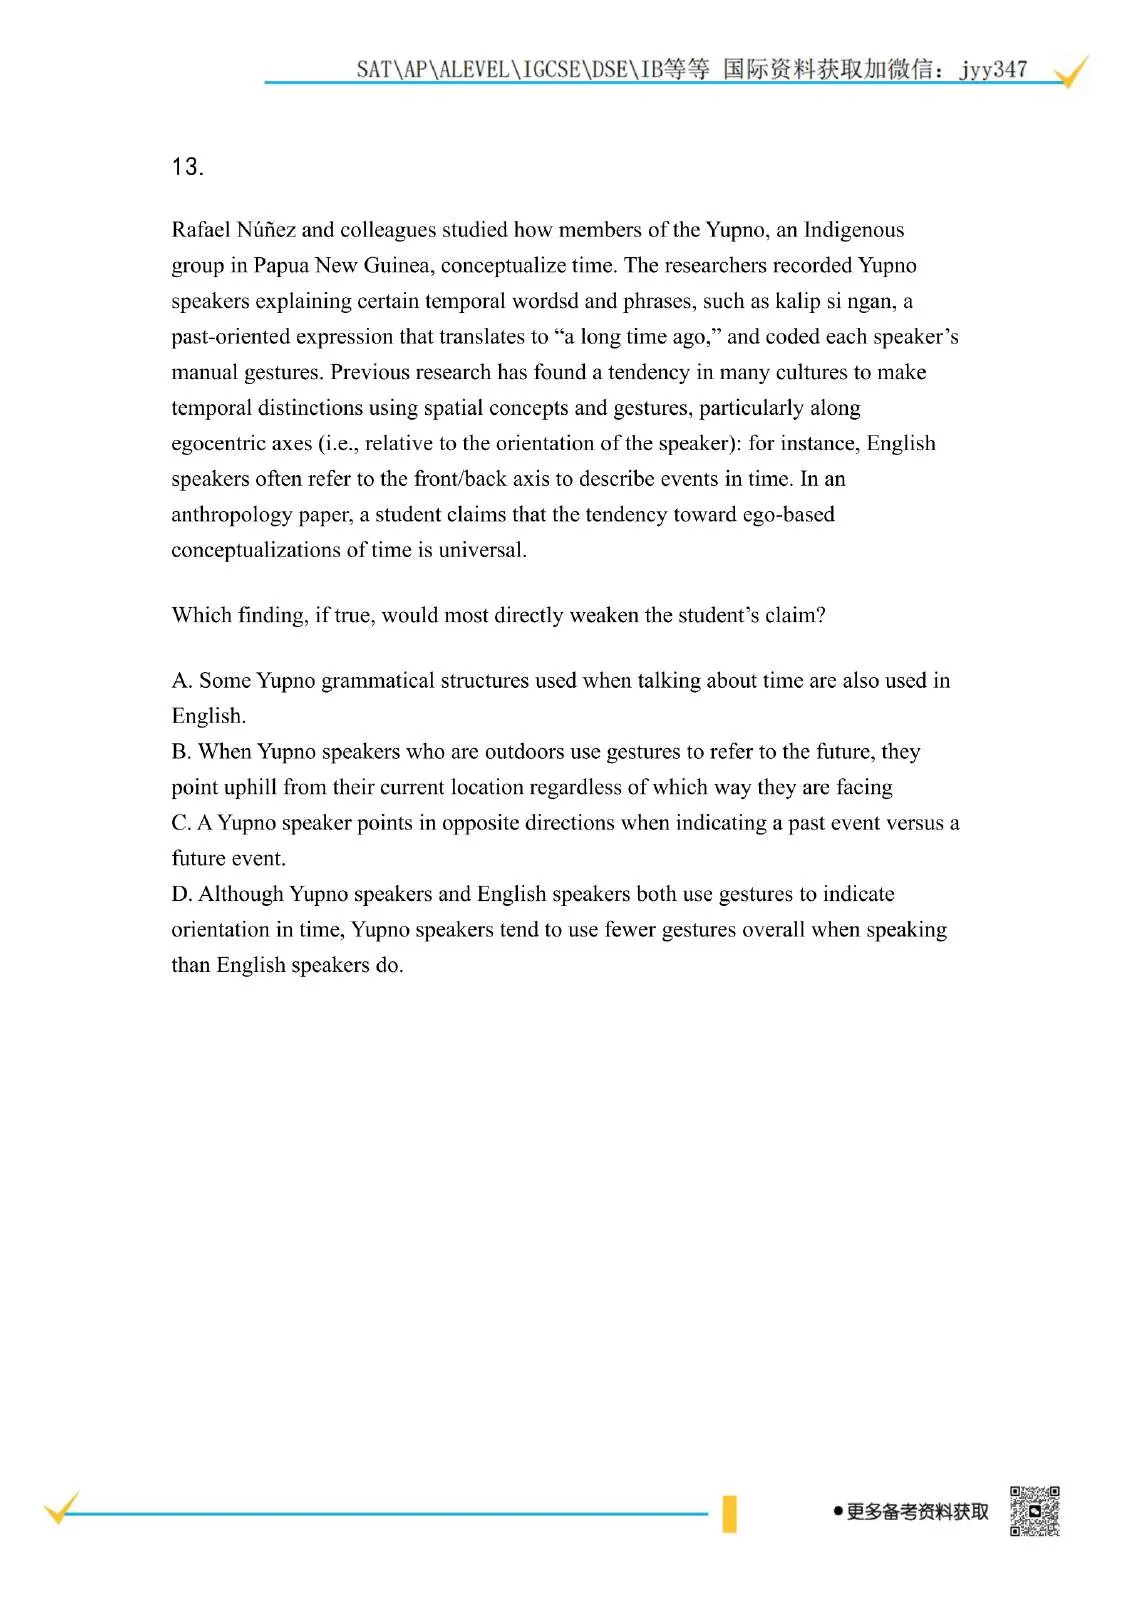 SAT\AP\ALEVEL\IGCSE\DSE\IB等等 国际资料获取加微信：jyy347
13.
Rafael Núñez and colleagues studied how members of the Yupno, an Indigenous
group in Papua New Guinea, conceptualize time. The researchers recorded Yupno
speakers explaining certain temporal wordsd and phrases, such as kalip si ngan, a
past-oriented expression that translates to “a long time ago,” and coded each speaker’s
manual gestures. Previous research has found a tendency in many cultures to make
temporal distinctions using spatial concepts and gestures, particularly along
egocentric axes (i.e., relative to the orientation of the speaker): for instance, English
speakers often refer to the front/back axis to describe events in time. In an
anthropology paper, a student claims that the tendency toward ego-based
conceptualizations of time is universal.
Which finding, if true, would most directly weaken the student’s claim?
A. Some Yupno grammatical structures used when talking about time are also used in
English.
B. When Yupno speakers who are outdoors use gestures to refer to the future, they
point uphill from their current location regardless of which way they are facing
C. A Yupno speaker points in opposite directions when indicating a past event versus a
future event.
D. Although Yupno speakers and English speakers both use gestures to indicate
orientation in time, Yupno speakers tend to use fewer gestures overall when speaking
than English speakers do.
●更多备考资料获取